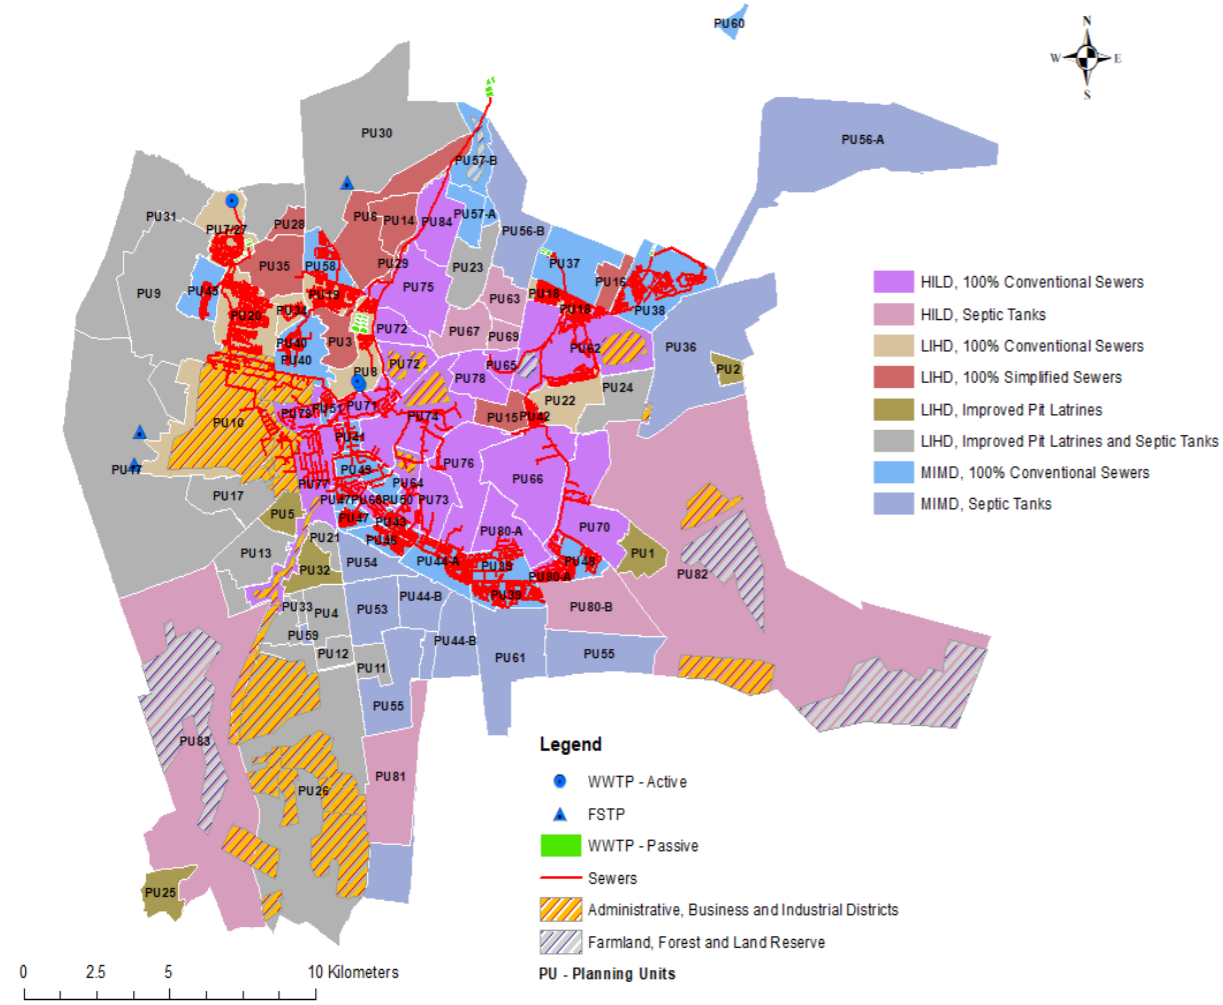 PU60
N
W E
S
PU56-A
PU30
PU57-B
PU31
PU7/27
PU28
PU6
PU14
PU84
PU57-A
PU56-B
PU35
PU58
PU29
PU23
PU37
PU9
PU45
PU19
PU75
PU63
PU18
PU16
PU38
PU20
PU34
PU18
PU40
PU3
PU72
PU67
PU69
PU62
PU36
PU40
PU8
PU72
PU65
PU2
PU78
PU24
PU22
PU10
PU79
PU51
PU71
PU74
PU15
PU42
PU41
PU17
PU49
PU76
PU66
PU77
PU64
PU17
PU47
PU68
PU50
PU73
PU5
PU47
PU43
PU70
PU21
PU46
PU80-A
PU13
PU54
PU44-A
PU39
PU48
PU1
PU32
PU80-A
PU82
PU33
PU4
PU53
PU44-B
PU39
PU80-B
PU59
PU12
PU44-B
PU11
PU61
PU55
PU55
PU83
PU81
PU26
PU25
HILD, 100% Conventional Sewers
HILD, Septic Tanks
LIHD, 100% Conventional Sewers
LIHD, 100% Simplified Sewers
LIHD, Improved Pit Latrines
LIHD, Improved Pit Latrines and Septic Tanks
MIMD, 100% Conventional Sewers
MIMD, Septic Tanks
Legend
WWTP - Active
FSTP
WWTP - Passive
Sewers
Administrative, Business and Industrial Districts
Farmland, Forest and Land Reserve
PU - Planning Units
0 2.5 5 10 Kilometers